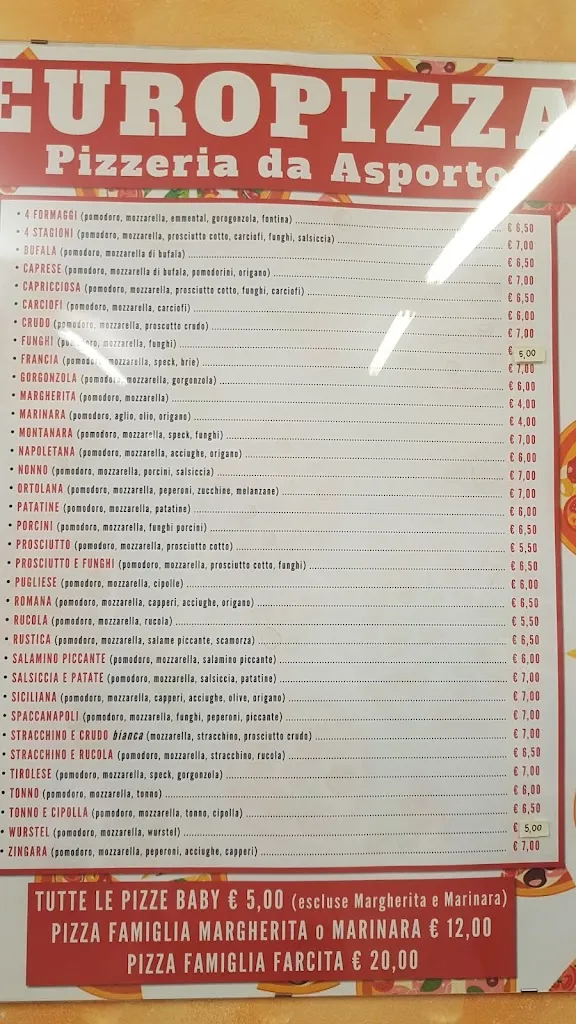 EUROPIZZA
Pizzeria da Asporto
• 4 FORMAGGI (pomodoro, mozzarella, emmental, gorogonzola, fontina) € 6,50
• 4 STAGIONI (pomodoro, mozzarella, prosciutto cotto, carciofi, funghi, salsiccia) € 7,00
• BUFALA (pomodoro, mozzarella di bufala) € 6,50
• CAPRESE (pomodoro, mozzarella di bufala, pomodorini, origano) € 7,00
• CAPRICCIOSA (pomodoro, mozzarella, prosciutto cotto, funghi, carciofi) € 6,50
• CARCIOFI (pomodoro, mozzarella, carciofi) € 6,00
• CRUDO (pomodoro, mozzarella, proscutto crudo) € 7,00
• FUNGHI (pomodoro, mozzarella, funghi) € 5,00
• FRANCIA (pomodoro, mozzarella, speck, brie) € 7,00
• GORGONZOLA (pomodoro, mozzarella, gorgonzola) € 6,00
• MARGHERITA (pomodoro, mozzarella) € 4,00
• MARINARA (pomodoro, aglio, olio, origano) € 4,00
• MONTANARA (pomodoro, mozzarella, speck, funghi) € 7,00
• NAPOLETANA (pomodoro, mozzarella, acciughe, origano) € 6,00
• NONNO (pomodoro, mozzarella, porcini, salsiccia) € 7,00
• ORTOLANA (pomodoro, mozzarella, peperoni, zucchine, melanzane) € 7,00
• PATATINE (pomodoro, mozzarella, patatine) € 6,00
• PORCINI (pomodoro, mozzarella, funghi porcini) € 6,50
• PROSCIUTTO (pomodoro, mozzarella, prosciutto cotto) € 5,50
• PROSCIUTTO E FUNGHI (pomodoro, mozzarella, prosciutto cotto, funghi) € 6,50
• PUGLIESE (pomodoro, mozzarella, cipolle) € 6,00
• ROMANA (pomodoro, mozzarella, capperi, acciughe, origano) € 6,50
• RUCOLA (pomodoro, mozzarella, rucola) € 5,50
• RUSTICA (pomodoro, mozzarella, salame piccante, scamorza) € 6,50
• SALAMINO PICCANTE (pomodoro, mozzarella, salamino piccante) € 6,00
• SALSICCIA E PATATE (pomodoro, mozzarella, salsiccia, patatine) € 7,00
• SICILIANA (pomodoro, mozzarella, capperi, acciughe, olive, origano) € 7,00
• SPACCANAPOLI (pomodoro, mozzarella, funghi, peperoni, piccante) € 7,00
• STRACCHINO E CRUDO bianca (mozzarella, stracchino, prosciutto crudo) € 7,00
• STRACCHINO E RUCOLA (pomodoro, mozzarella, stracchino, rucola) € 6,50
• TIROLESE (pomodoro, mozzarella, speck, gorgonzola) € 7,00
• TONNO (pomodoro, mozzarella, tonno) € 6,00
• TONNO E CIPOLLA (pomodoro, mozzarella, tonno, cipolla) € 6,50
• WURSTEL (pomodoro, mozzarella, wurstel) € 5,00
• ZINGARA (pomodoro, mozzarella, peperoni, acciughe, capperi) € 7,00
TUTTE LE PIZZE BABY € 5,00 (escluse Margherita e Marinara)
PIZZA FAMIGLIA MARGHERITA o MARINARA € 12,00
PIZZA FAMIGLIA FARCITA € 20,00